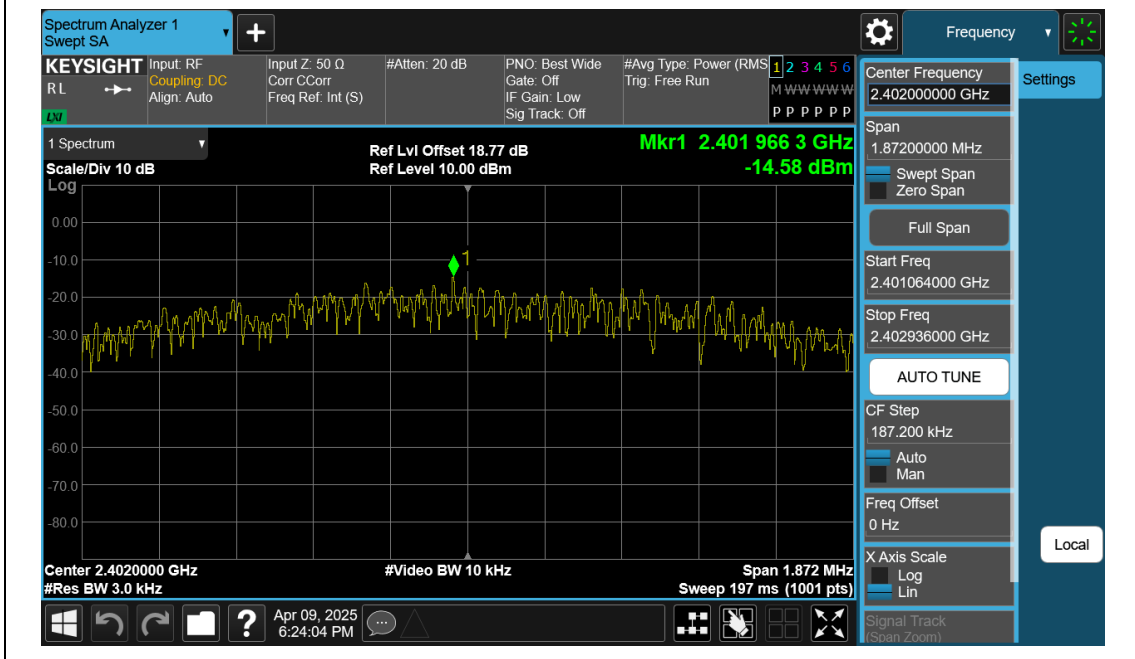 Spectrum Analyzer 1
Swept SA
+
Frequency
KEYSIGHT
RL
LXI
Input: RF
Coupling: DC
Align: Auto
Input Z: 50 Ω
Corr CCorr
Freq Ref: Int (S)
#Atten: 20 dB
PNO: Best Wide
Gate: Off
IF Gain: Low
Sig Track: Off
#Avg Type: Power (RMS
Trig: Free Run
1 2 3 4 5 6
M W W W W W
P P P P P P
1 Spectrum
Scale/Div 10 dB
Log
Ref Lvl Offset 18.77 dB
Ref Level 10.00 dBm
Mkr1 2.401 966 3 GHz
-14.58 dBm
0.00
-10.0
-20.0
-30.0
-40.0
-50.0
-60.0
-70.0
-80.0
1
Center 2.4020000 GHz
#Res BW 3.0 kHz
#Video BW 10 kHz
Span 1.872 MHz
Sweep 197 ms (1001 pts)
?
Apr 09, 2025
6:24:04 PM
Center Frequency
2.402000000 GHz
Span
1.87200000 MHz
Swept Span
Zero Span
Full Span
Start Freq
2.401064000 GHz
Stop Freq
2.402936000 GHz
AUTO TUNE
CF Step
187.200 kHz
Auto
Man
Freq Offset
0 Hz
X Axis Scale
Log
Lin
Signal Track
(Span Zoom)
Settings
Local